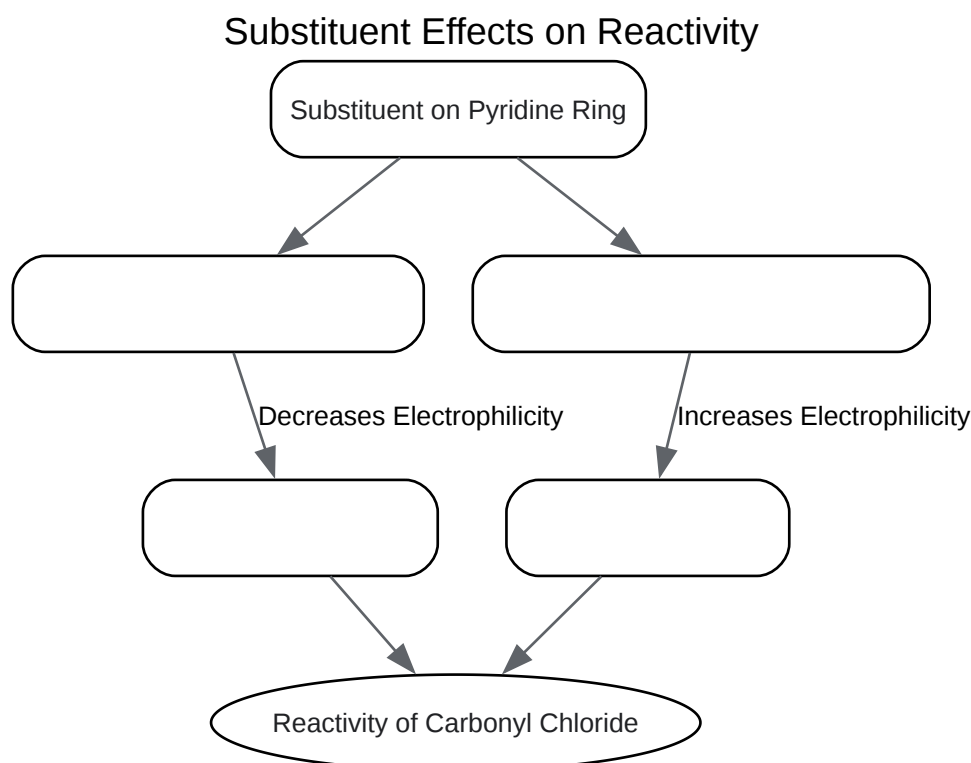 Substituent Effects on Reactivity
Substituent on Pyridine Ring
Decreases Electrophilicity
Increases Electrophilicity
Reactivity of Carbonyl Chloride